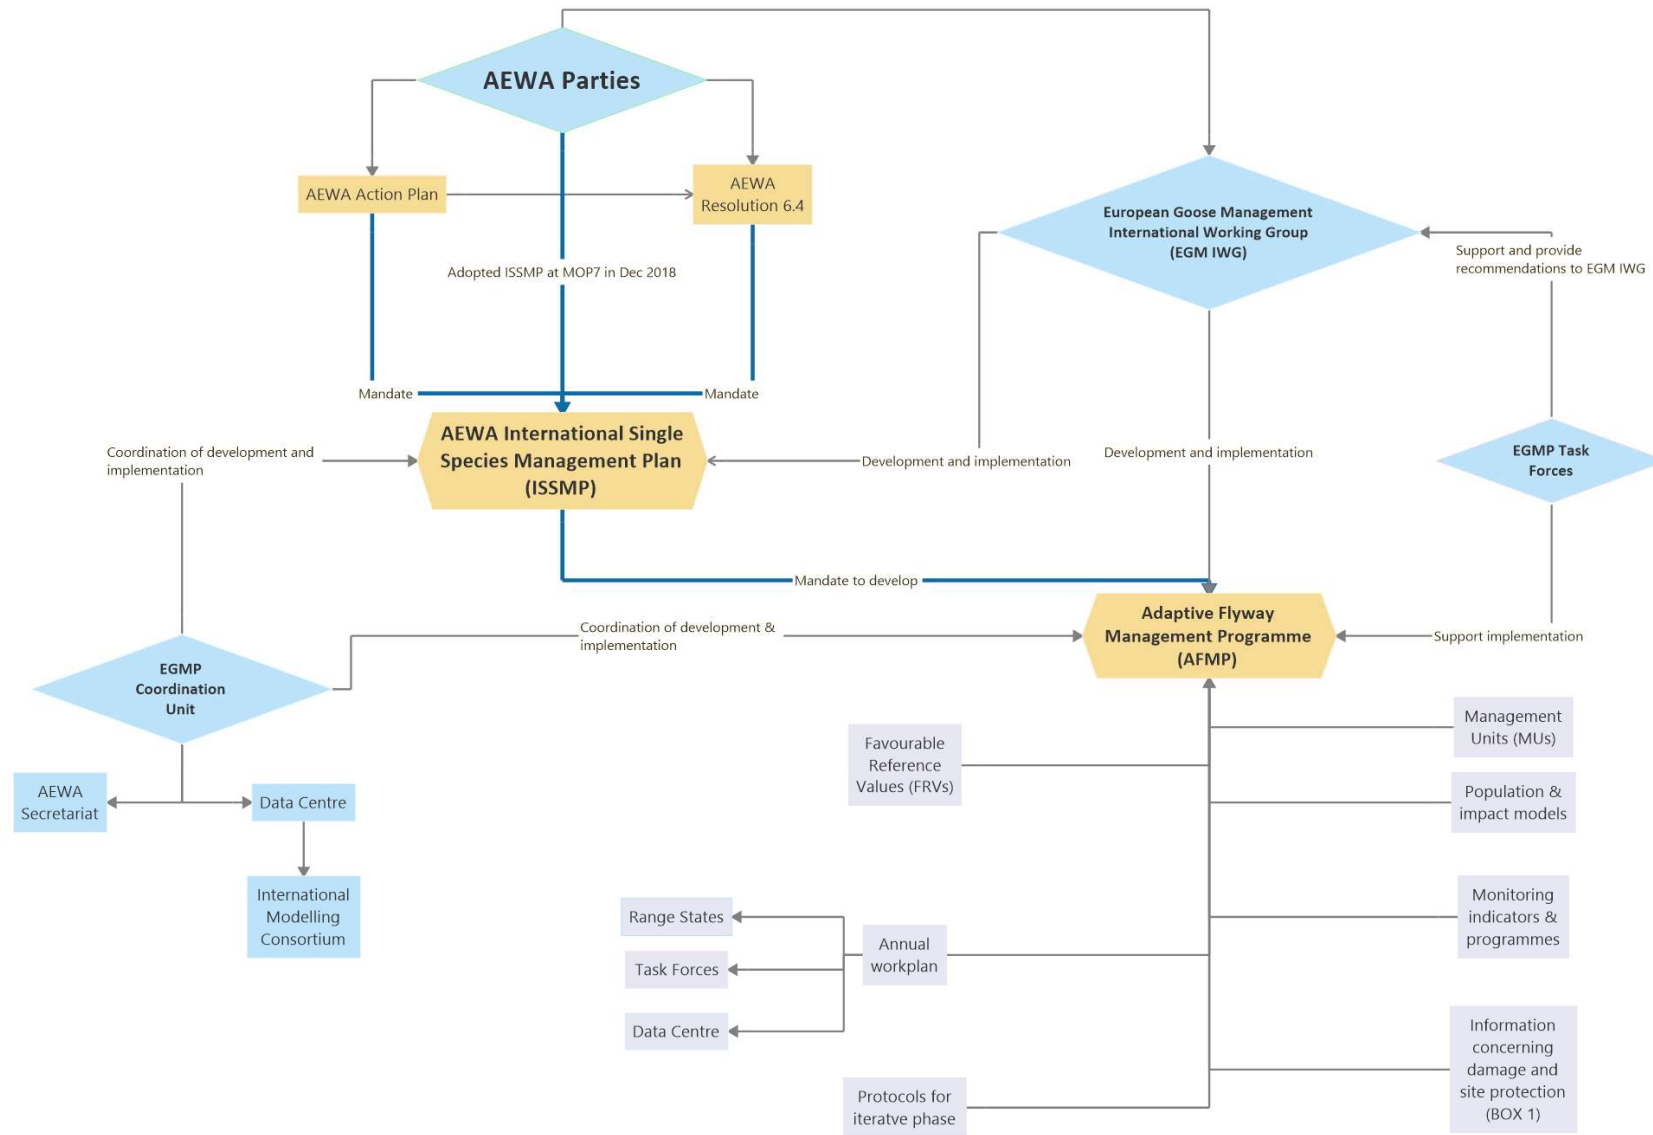 AEWA Parties
AEWA Action Plan
AEWA
Resolution 6.4
European Goose Management
International Working Group
(EGM IWG)
Support and provide
recommendations to EGM IWG
Adopted ISSMP at MOP7 in Dec 2018
Mandate
Mandate
AEWA International Single
Species Management Plan
(ISSMP)
Coordination of development and
implementation
Development and implementation
Development and implementation
EGMP Task
Forces
Mandate to develop
Adaptive Flyway
Management Programme
(AFMP)
Coordination of development &
implementation
Support implementation
EGMP
Coordination
Unit
AEWA
Secretariat
Data Centre
International
Modelling
Consortium
Favourable
Reference
Values (FRVs)
Management
Units (MUs)
Population &
impact models
Monitoring
indicators &
programmes
Range States
Task Forces
Data Centre
Annual
workplan
Information
concerning
damage and
site protection
(BOX 1)
Protocols for
iteratve phase